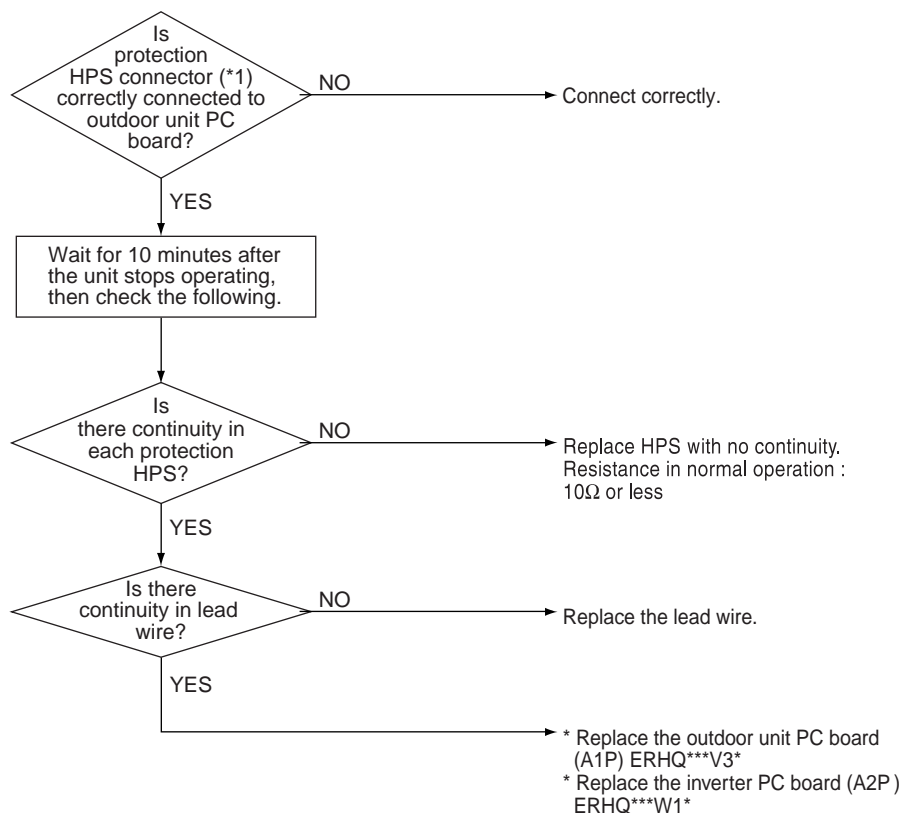 Is
protection
HPS connector (*1)
correctly connected to
outdoor unit PC
board?
NO
Connect correctly.
YES
Wait for 10 minutes after
the unit stops operating,
then check the following.
Is
there continuity in
each protection
HPS?
NO
Replace HPS with no continuity.
Resistance in normal operation :
10Ω or less
YES
Is there
continuity in lead
wire?
NO
Replace the lead wire.
YES
* Replace the outdoor unit PC board
(A1P) ERHQ***V3*
* Replace the inverter PC board (A2P )
ERHQ***W1*